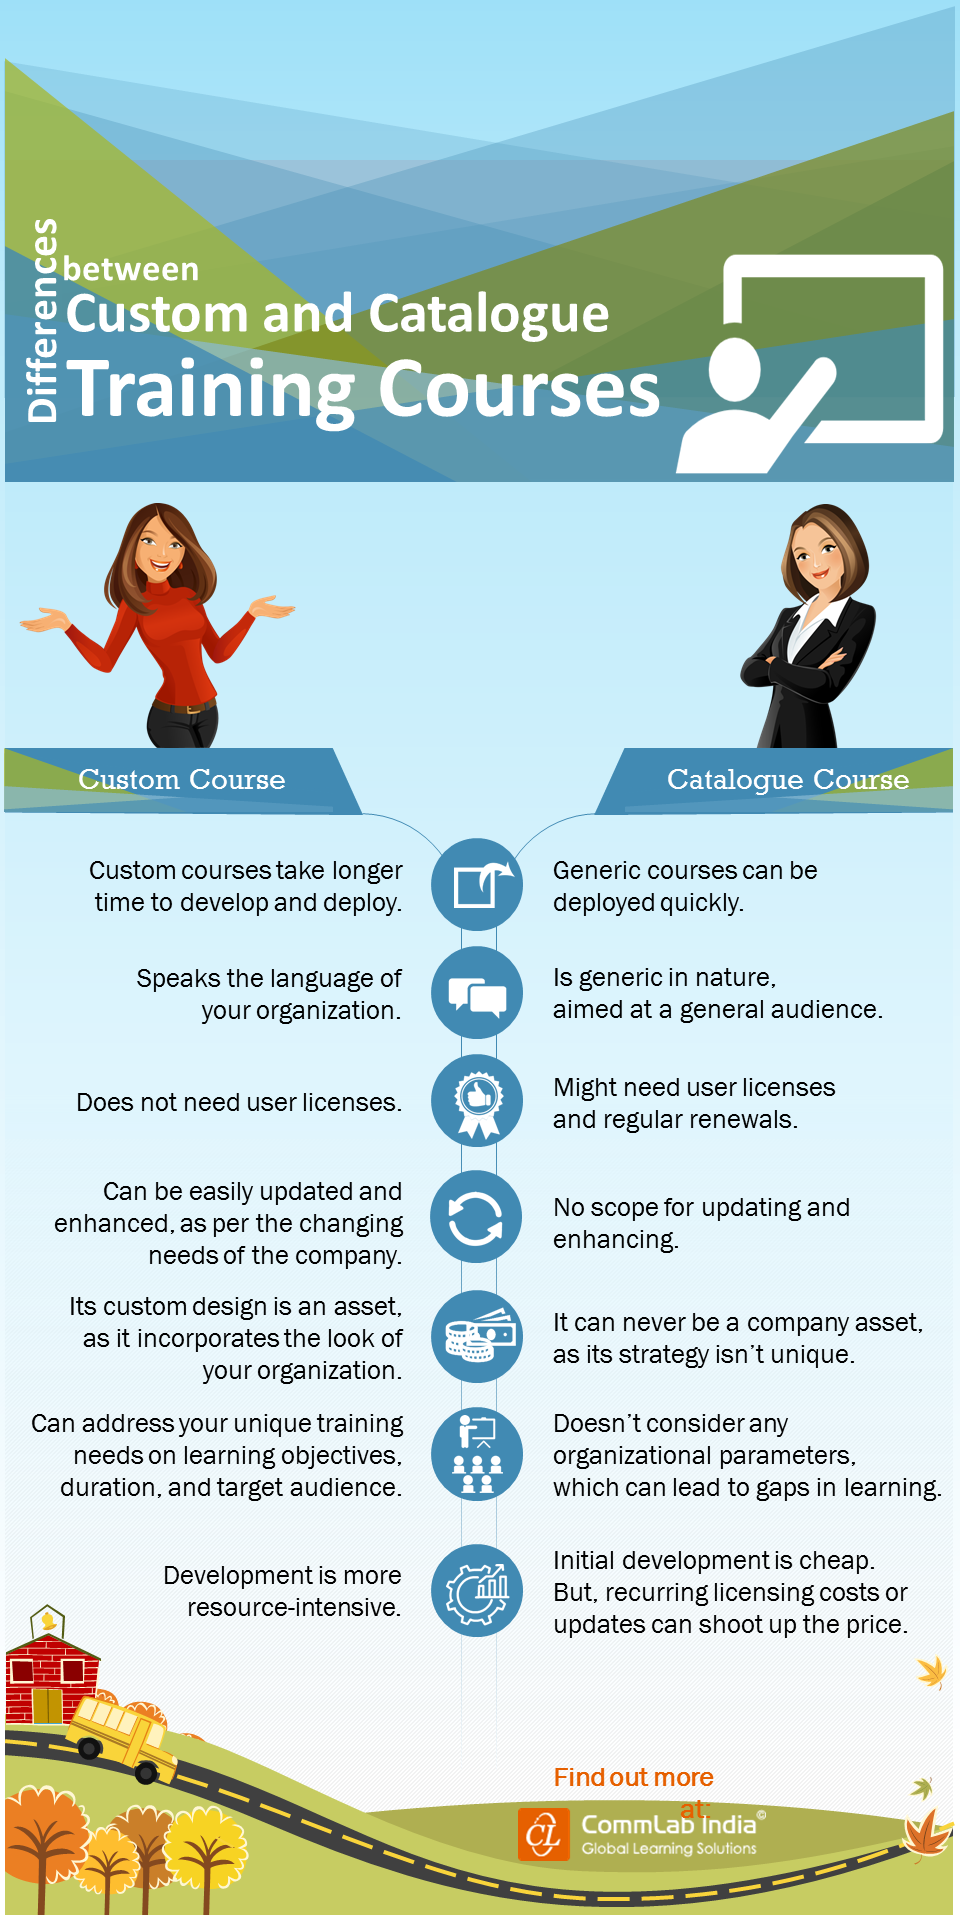 Differences
between
Custom and Catalogue
Training Courses
Custom Course
Catalogue Course
Custom courses take longer
time to develop and deploy.
Generic courses can be
deployed quickly.
Speaks the language of
your organization.
Is generic in nature,
aimed at a general audience.
Does not need user licenses.
Might need user licenses
and regular renewals.
Can be easily updated and
enhanced, as per the changing
needs of the company.
No scope for updating and
enhancing.
Its custom design is an asset,
as it incorporates the look of
your organization.
It can never be a company asset,
as its strategy isn’t unique.
Can address your unique training
needs on learning objectives,
duration, and target audience.
Doesn’t consider any
organizational parameters,
which can lead to gaps in learning.
Development is more
resource-intensive.
Initial development is cheap.
But, recurring licensing costs or
updates can shoot up the price.
Find out more
at:
CL
CommLab India©
Global Learning Solutions